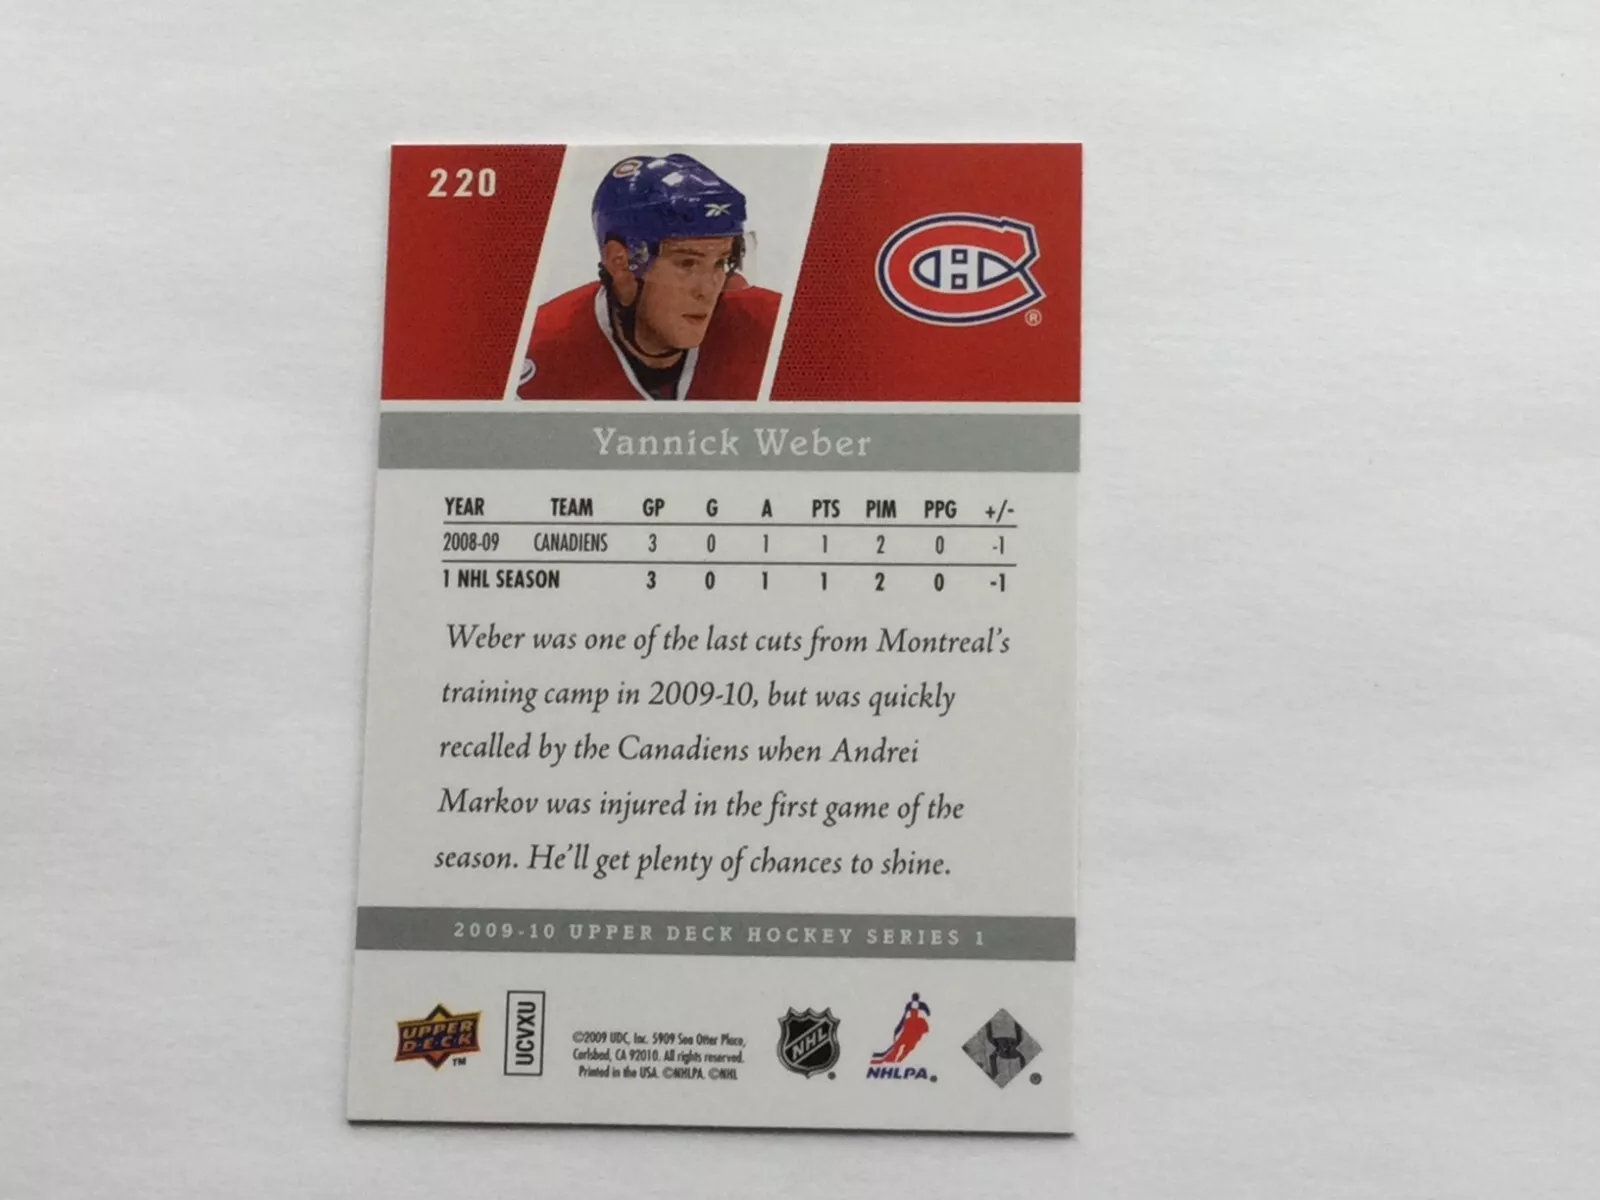 220
®
Yannick Weber
YEAR TEAM GP G A PTS PIM PPG +/-
2008-09 CANADIENS 3 0 1 1 2 0 -1
1 NHL SEASON 3 0 1 1 2 0 -1
Weber was one of the last cuts from Montreal's
training camp in 2009-10, but was quickly
recalled by the Canadiens when Andrei
Markov was injured in the first game of the
season. He'll get plenty of chances to shine.
2009-10 UPPER DECK HOCKEY SERIES 1
UPPER
D·E·C·K
™
UCVXU
©2009 UDC, Inc. 5909 Sea Otter Place,
Carlsbad, CA 92010. All rights reserved.
Printed in the USA. ©NHLPA. ©NHL
NHL
NHLPA